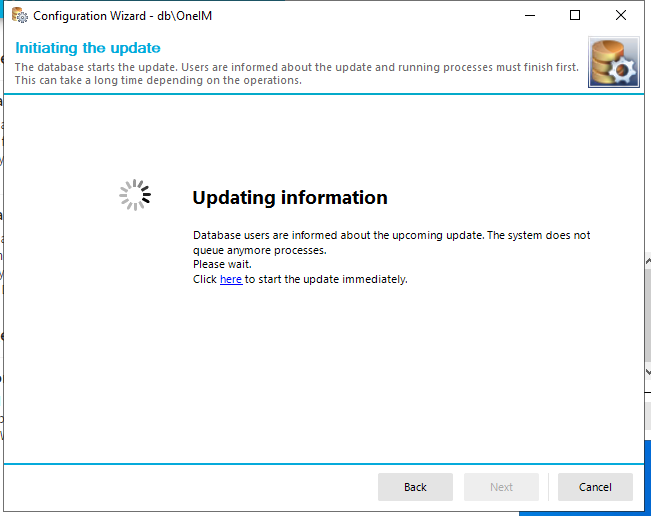 Configuration Wizard - db\OneIM
Initiating the update
The database starts the update. Users are informed about the update and running processes must finish first.
This can take a long time depending on the operations.
Updating information
Database users are informed about the upcoming update. The system does not
queue anymore processes.
Please wait.
Click here to start the update immediately.
Back
Next
Cancel